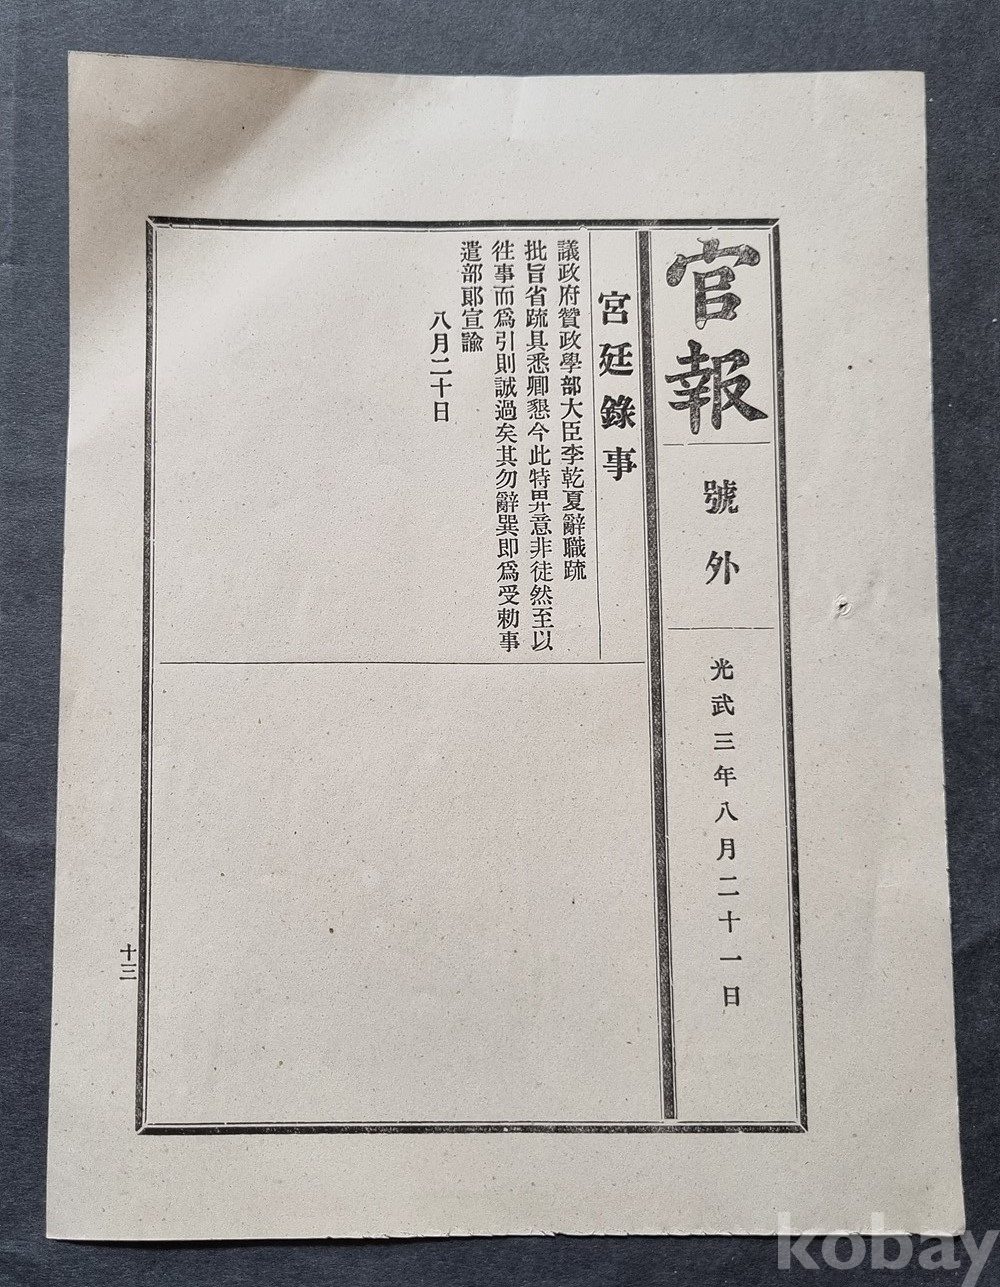 官報
號外
光武三年八月二十一日
宮廷錄事
議政府贊政學部大臣李乾夏辭職疏
批旨省疏具悉卿懇今此特畀意非徒然至以
徃事而爲引則誠過矣其勿辭巽即爲受勅事
遣部郞宣諭
八月二十日
十三
kobay